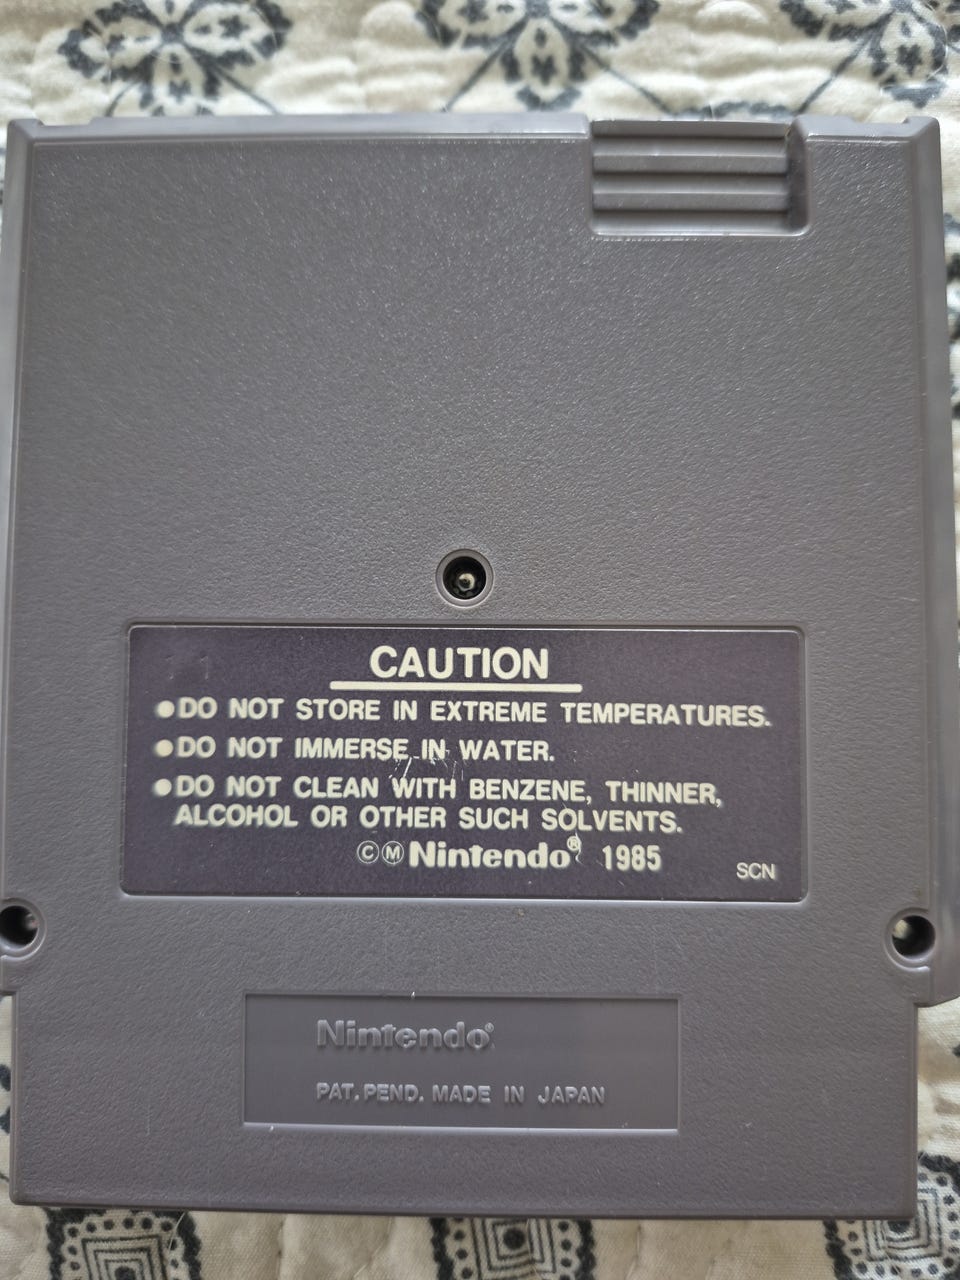 CAUTION
●DO NOT STORE IN EXTREME TEMPERATURES.
●DO NOT IMMERSE IN WATER.
●DO NOT CLEAN WITH BENZENE, THINNER,
ALCOHOL OR OTHER SUCH SOLVENTS.
ⒸⓂNintendo® 1985
SCN
Nintendo®
PAT. PEND. MADE IN JAPAN